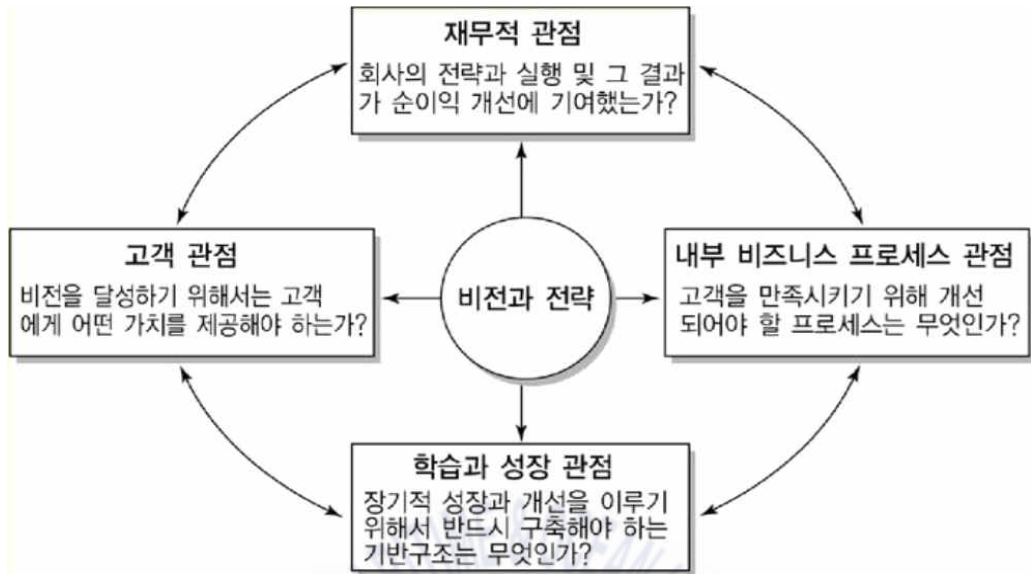 재무적 관점
회사의 전략과 실행 및 그 결과
가 순이익 개선에 기여했는가?
고객 관점
비전을 달성하기 위해서는 고객
에게 어떤 가치를 제공해야 하는가?
비전과 전략
내부 비즈니스 프로세스 관점
고객을 만족시키기 위해 개선
되어야 할 프로세스는 무엇인가?
학습과 성장 관점
장기적 성장과 개선을 이루기
위해서 반드시 구축해야 하는
기반구조는 무엇인가?